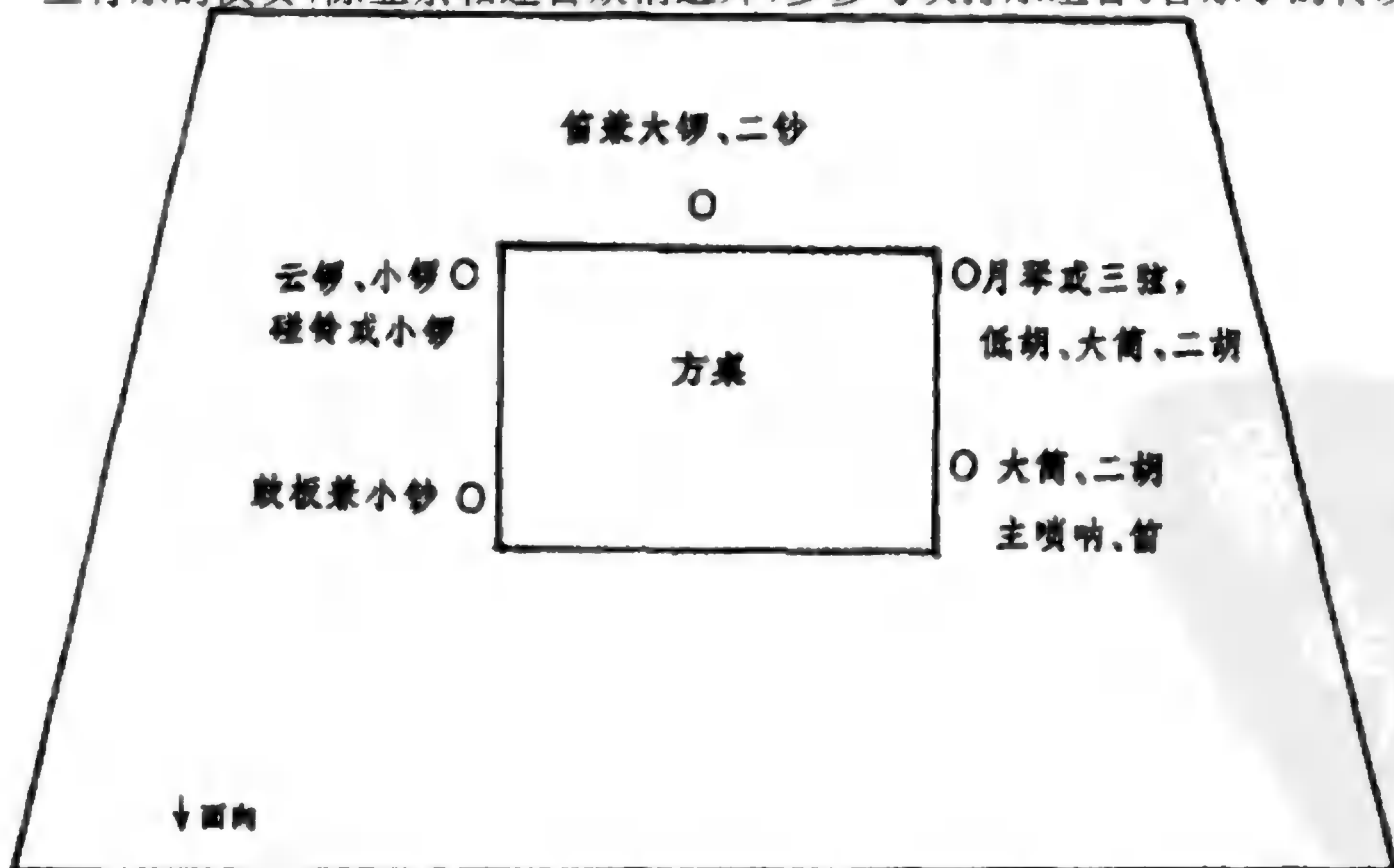 笛兼大锣、二钞
云锣、小锣
碰铃或小锣
月琴或三弦，
低胡、大筒、二胡
方桌
鼓板兼小钞
大筒、二胡
主唢呐、笛
↓面向